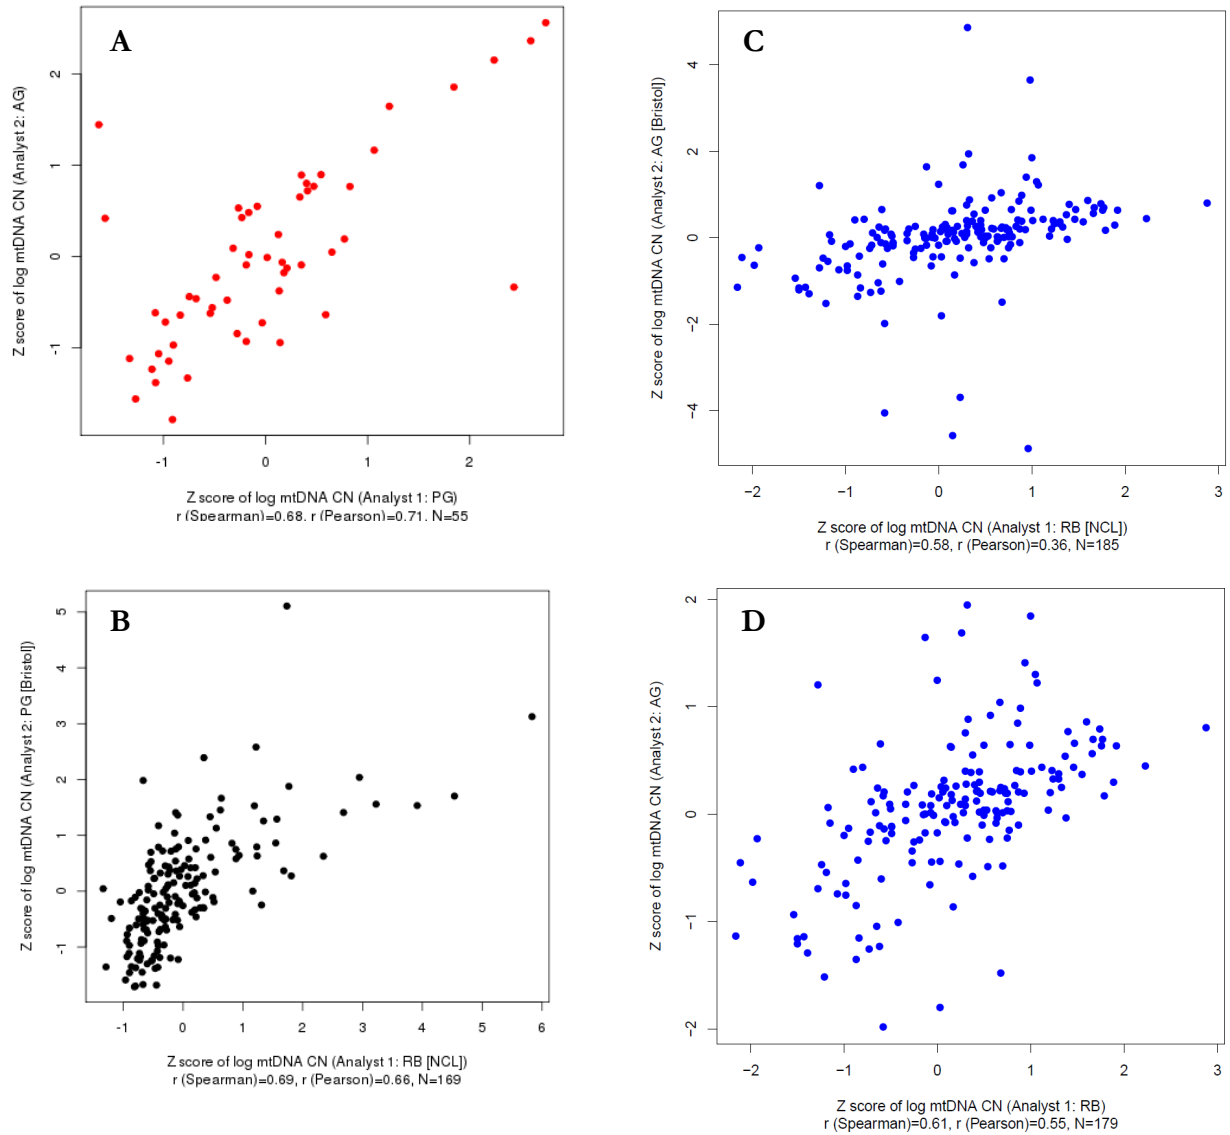 A
Z score of log mtDNA CN (Analyst 2: AG)
2
1
0
-1
-1 0 1 2
Z score of log mtDNA CN (Analyst 1: PG)
r (Spearman)=0.68, r (Pearson)=0.71, N=55
C
Z score of log mtDNA CN (Analyst 2: AG [Bristol])
4
2
0
−2
−4
−2 −1 0 1 2 3
Z score of log mtDNA CN (Analyst 1: RB [NCL])
r (Spearman)=0.58, r (Pearson)=0.36, N=185
B
Z score of log mtDNA CN (Analyst 2: PG [Bristol])
5
4
3
2
1
0
-1
-1 0 1 2 3 4 5 6
Z score of log mtDNA CN (Analyst 1: RB [NCL])
r (Spearman)=0.69, r (Pearson)=0.66, N=169
D
Z score of log mtDNA CN (Analyst 2: AG)
2
1
0
−1
−2
−2 −1 0 1 2 3
Z score of log mtDNA CN (Analyst 1: RB)
r (Spearman)=0.61, r (Pearson)=0.55, N=179